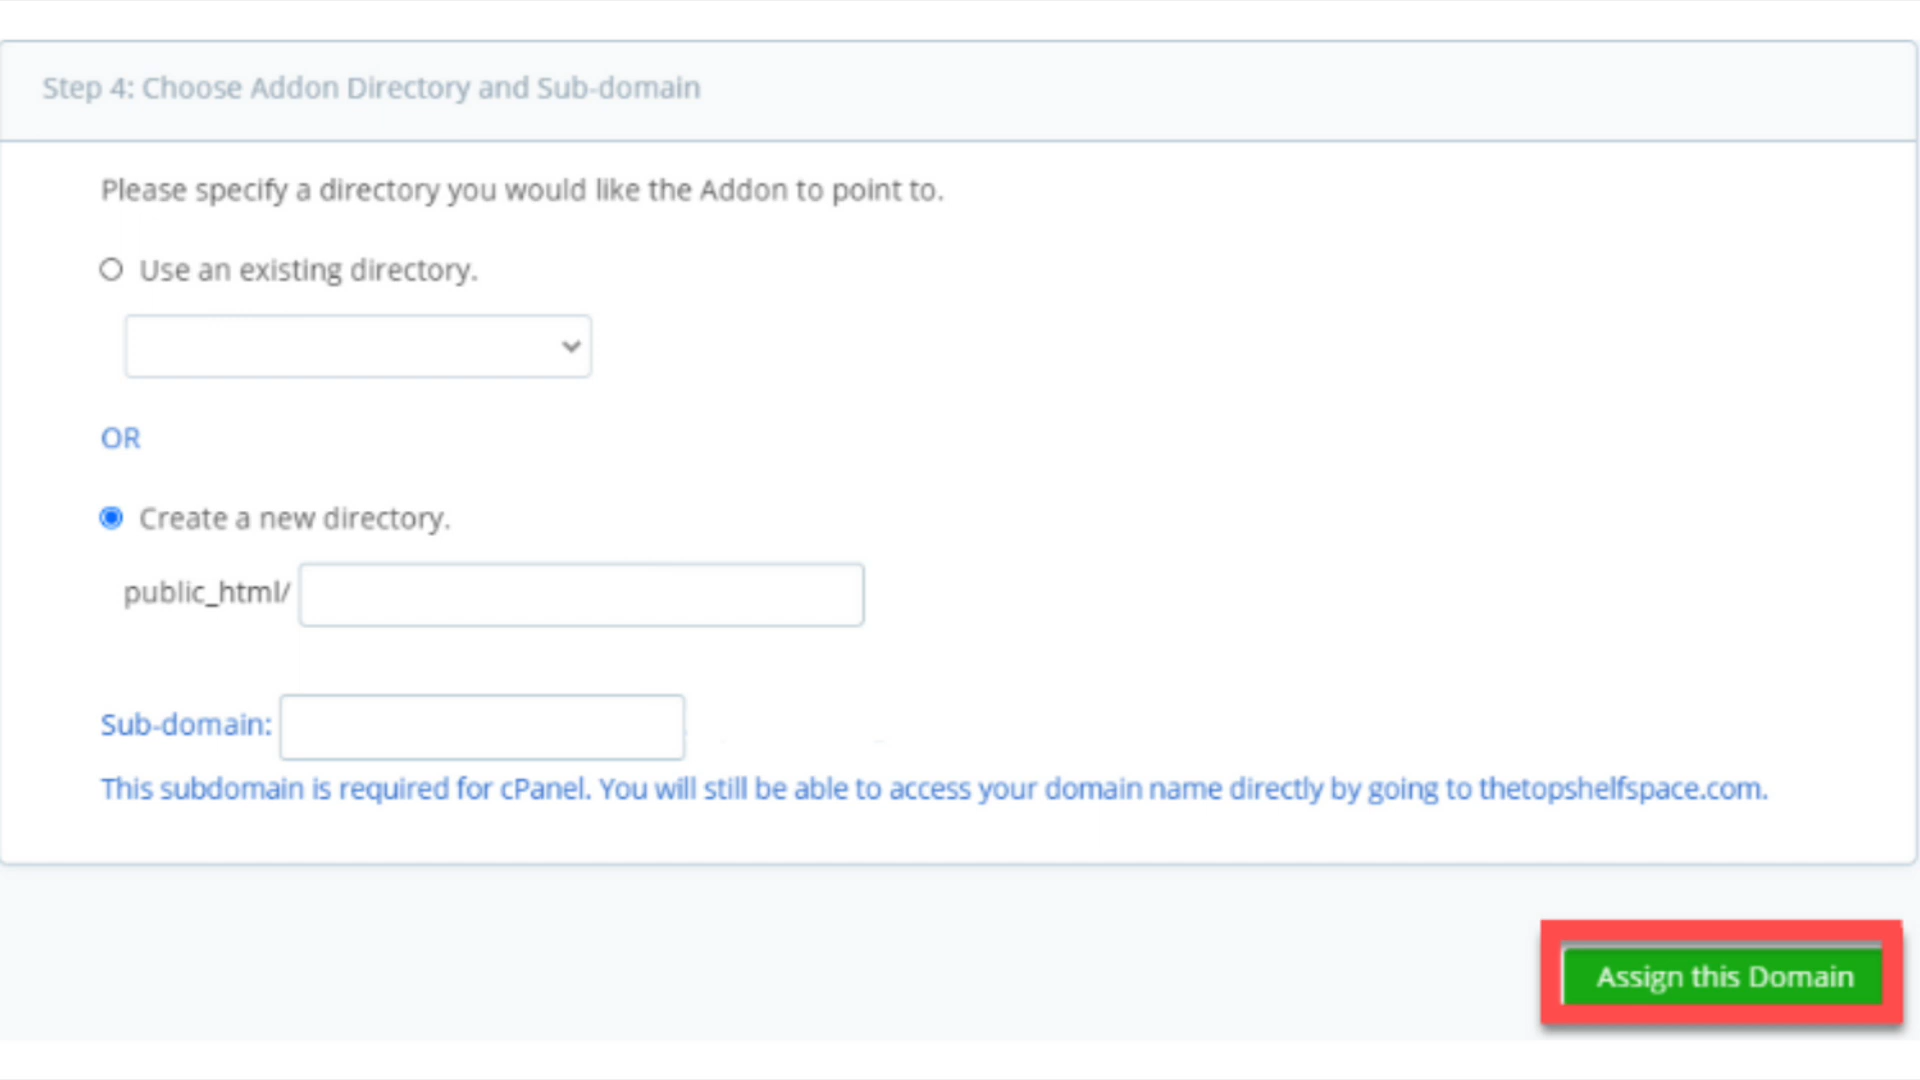 Step 4: Choose Addon Directory and Sub-domain
Please specify a directory you would like the Addon to point to.
Use an existing directory.
OR
Create a new directory.
public_html/
Sub-domain:
This subdomain is required for cPanel. You will still be able to access your domain name directly by going to thetopshelfspace.com.
Assign this Domain